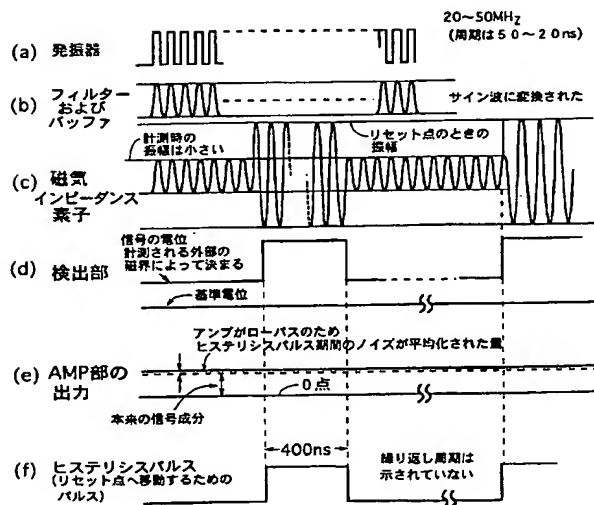 20～50MHz
(周期は50～20ns)
(a) 発振器
(b) フィルター
および
バッファ
サイン波に変換された
計測時の
振幅は小さい
リセット点のときの
振幅
(c) 磁気
インピーダンス
素子
信号の電位
計測される外部の
磁界によって決まる
(d) 検出部
基準電位
アンプがローパスのため
ヒステリシスパルス期間のノイズが平均化された量
(e) AMP部の
出力
0点
本来の信号成分
400ns
(f) ヒステリシスパルス
(リセット点へ移動するための
パルス)
繰り返し周期は
示されていない